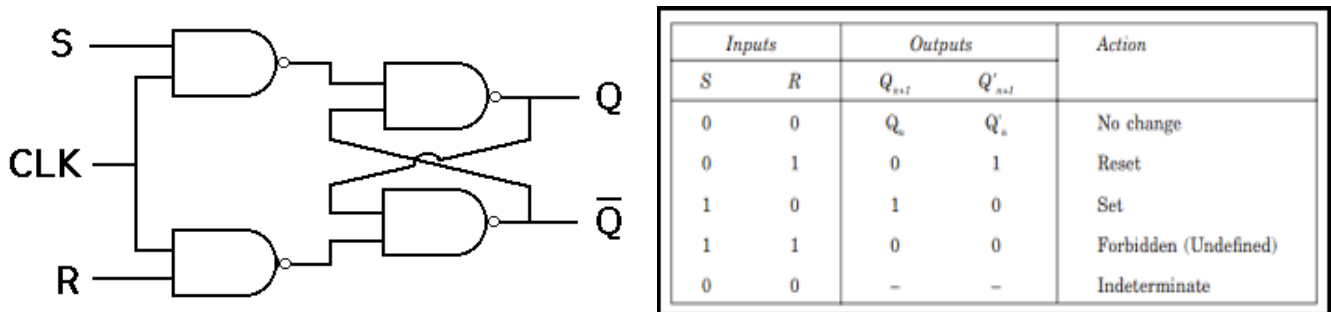 S
CLK
R
Q
Q̅
Inputs Outputs Action
S R Qₙ₊₁ Q'ₙ₊₁
0 0 Qₙ Q'ₙ No change
0 1 0 1 Reset
1 0 1 0 Set
1 1 0 0 Forbidden (Undefined)
0 0 – – Indeterminate